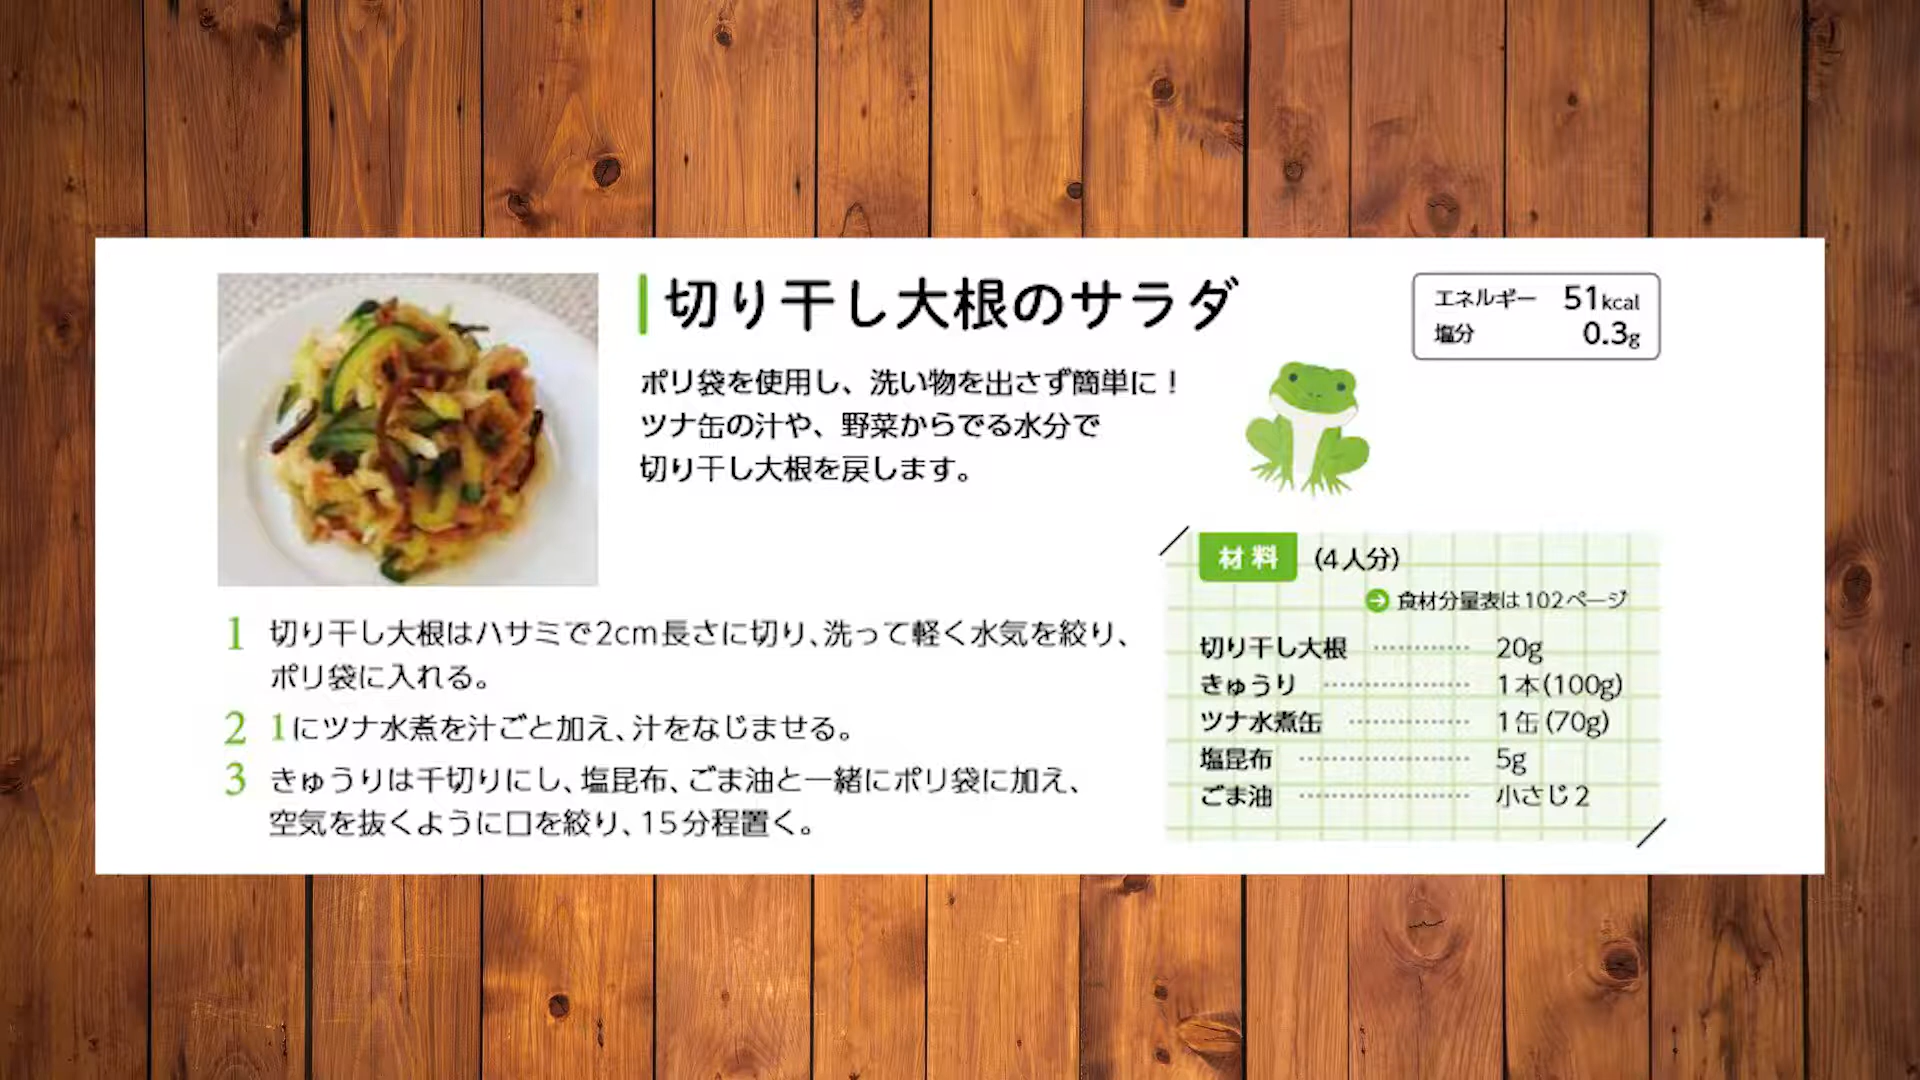 切り干し大根のサラダ
エネルギー 51kcal
塩分 0.3g
ポリ袋を使用し、洗い物を出さず簡単に！
ツナ缶の汁や、野菜からでる水分で
切り干し大根を戻します。
1 切り干し大根はハサミで2cm長さに切り、洗って軽く水気を絞り、
ポリ袋に入れる。
2 1にツナ水煮を汁ごと加え、汁をなじませる。
3 きゅうりは千切りにし、塩昆布、ごま油と一緒にポリ袋に加え、
空気を抜くように口を絞り、15分程置く。
材料 (4人分)
食材分量表は102ページ
切り干し大根 ………… 20g
きゅうり ………… 1本(100g)
ツナ水煮缶 ………… 1缶(70g)
塩昆布 ………… 5g
ごま油 ………… 小さじ2